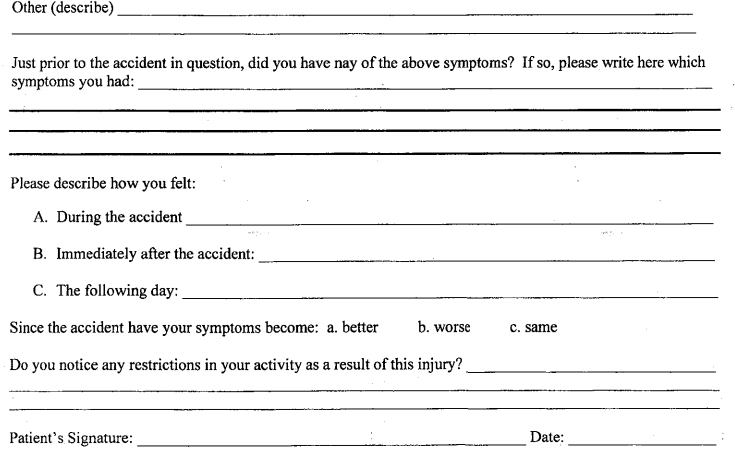 Other (describe)
Just prior to the accident in question, did you have nay of the above symptoms? If so, please write here which
symptoms you had:
Please describe how you felt:
A. During the accident
B. Immediately after the accident:
C. The following day:
Since the accident have your symptoms become: a. better b. worse c. same
Do you notice any restrictions in your activity as a result of this injury?
Patient's Signature: Date: